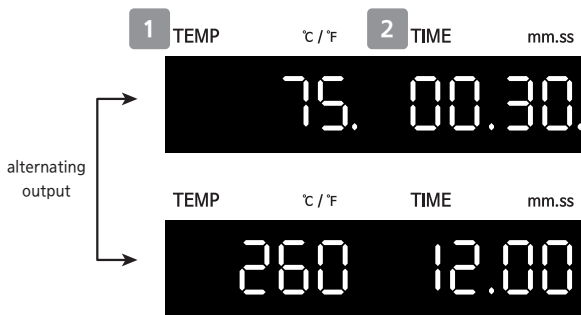 1 TEMP °C / °F 2 TIME mm.ss
75. 00.30.
alternating
output
TEMP °C / °F TIME mm.ss
260 12.00